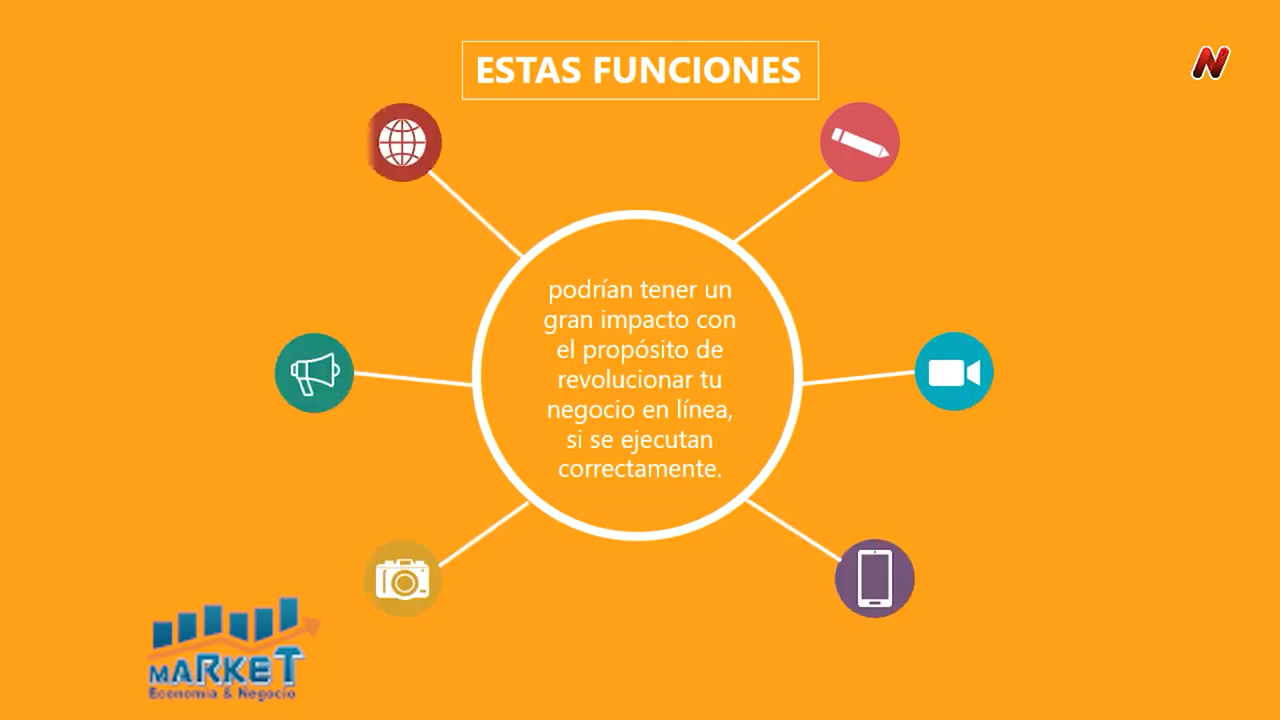 ESTAS FUNCIONES
N
podrían tener un
gran impacto con
el propósito de
revolucionar tu
negocio en línea,
si se ejecutan
correctamente.
MARKET
Economia & Negocio